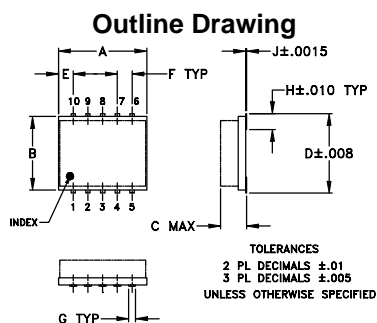 Outline Drawing
A
J±.0015
E
F TYP
H±.010 TYP
10 9 8 7 6
B
D±.008
INDEX
1 2 3 4 5
C MAX
TOLERANCES
2 PL DECIMALS ±.01
3 PL DECIMALS ±.005
UNLESS OTHERWISE SPECIFIED
G TYP